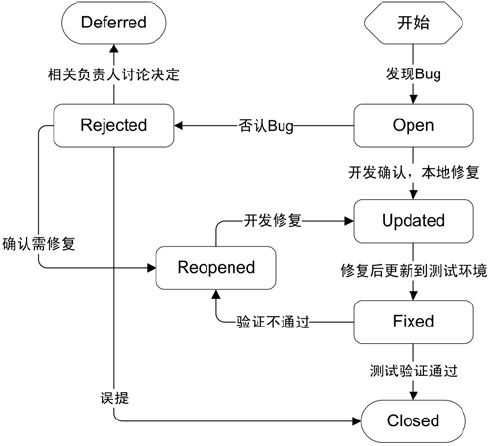 Deferred
开始
相关负责人讨论决定
发现Bug
Rejected
否认Bug
Open
开发确认，本地修复
开发修复
Updated
确认需修复
Reopened
修复后更新到测试环境
验证不通过
Fixed
测试验证通过
误提
Closed